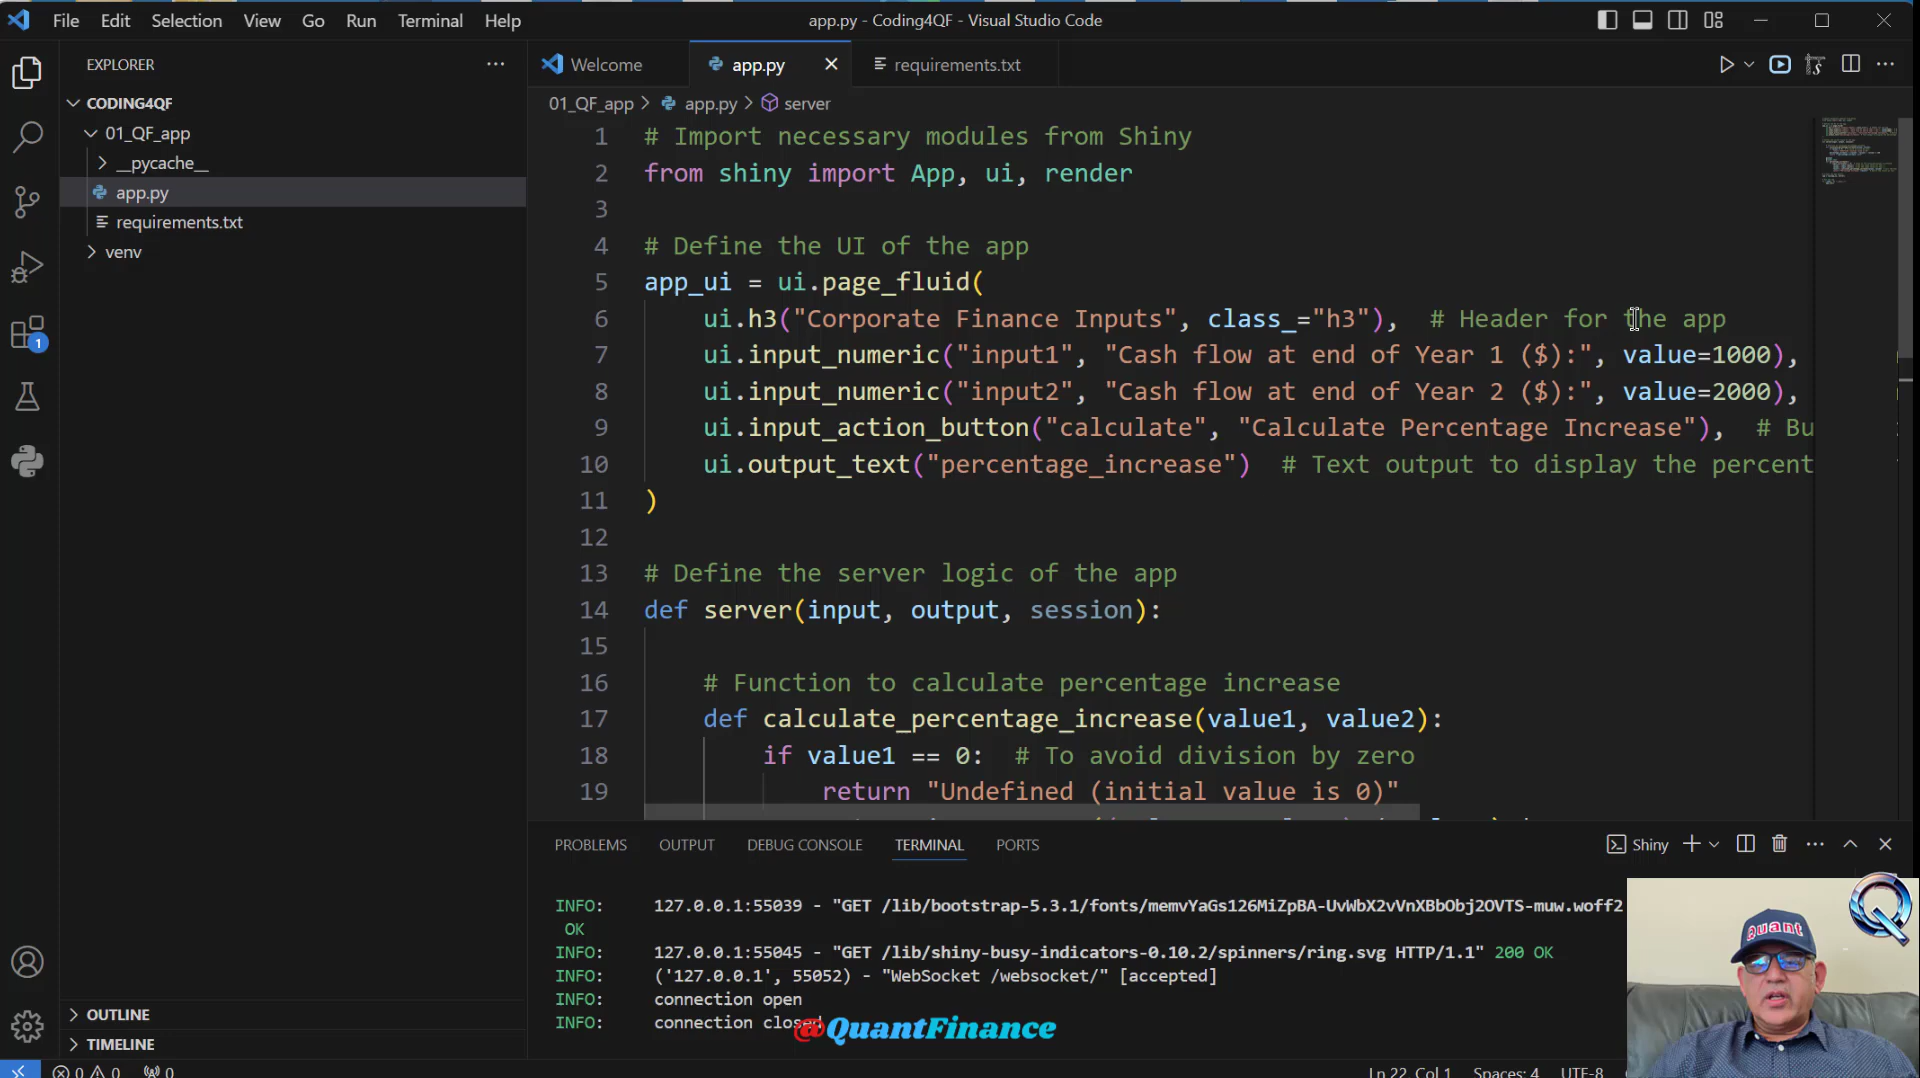 File Edit Selection View Go Run Terminal Help
app.py - Coding4QF - Visual Studio Code
EXPLORER
CODING4QF
01_QF_app
__pycache__
app.py
requirements.txt
venv
OUTLINE
TIMELINE
1
Welcome
app.py
requirements.txt
01_QF_app > app.py > server
1 # Import necessary modules from Shiny
2 from shiny import App, ui, render
3
4 # Define the UI of the app
5 app_ui = ui.page_fluid(
6 ui.h3("Corporate Finance Inputs", class_="h3"), # Header for the app
7 ui.input_numeric("input1", "Cash flow at end of Year 1 ($):", value=1000),
8 ui.input_numeric("input2", "Cash flow at end of Year 2 ($):", value=2000),
9 ui.input_action_button("calculate", "Calculate Percentage Increase"), # Bu
10 ui.output_text("percentage_increase") # Text output to display the percent
11 )
12
13 # Define the server logic of the app
14 def server(input, output, session):
15
16 # Function to calculate percentage increase
17 def calculate_percentage_increase(value1, value2):
18 if value1 == 0: # To avoid division by zero
19 return "Undefined (initial value is 0)"
PROBLEMS OUTPUT DEBUG CONSOLE TERMINAL PORTS
Shiny
INFO: 127.0.0.1:55039 - "GET /lib/bootstrap-5.3.1/fonts/memvYaGs126MiZpBA-UvWbX2vVnXBbObj2OVTS-muw.woff2
OK
INFO: 127.0.0.1:55045 - "GET /lib/shiny-busy-indicators-0.10.2/spinners/ring.svg HTTP/1.1" 200 OK
INFO: ('127.0.0.1', 55052) - "WebSocket /websocket/" [accepted]
INFO: connection open
INFO: connection closed
@QuantFinance
Quant
Q
0 0 0
Ln 22, Col 1 Spaces: 4 UTF-8